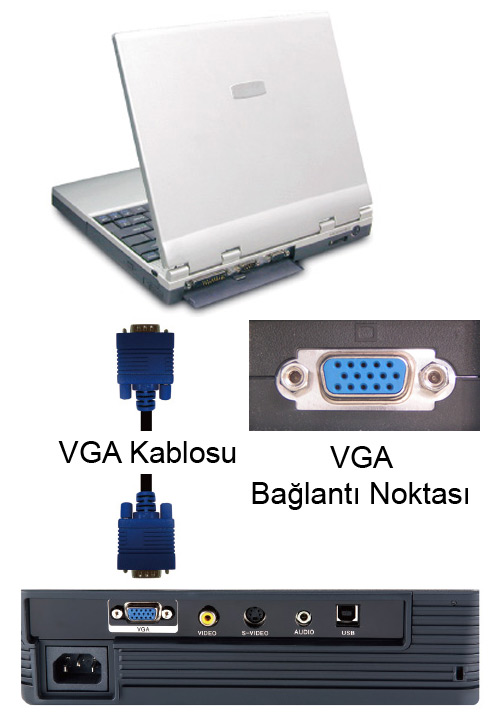 VGA Kablosu
VGA
Bağlantı Noktası
VGA
VIDEO
S-VIDEO
AUDIO
USB